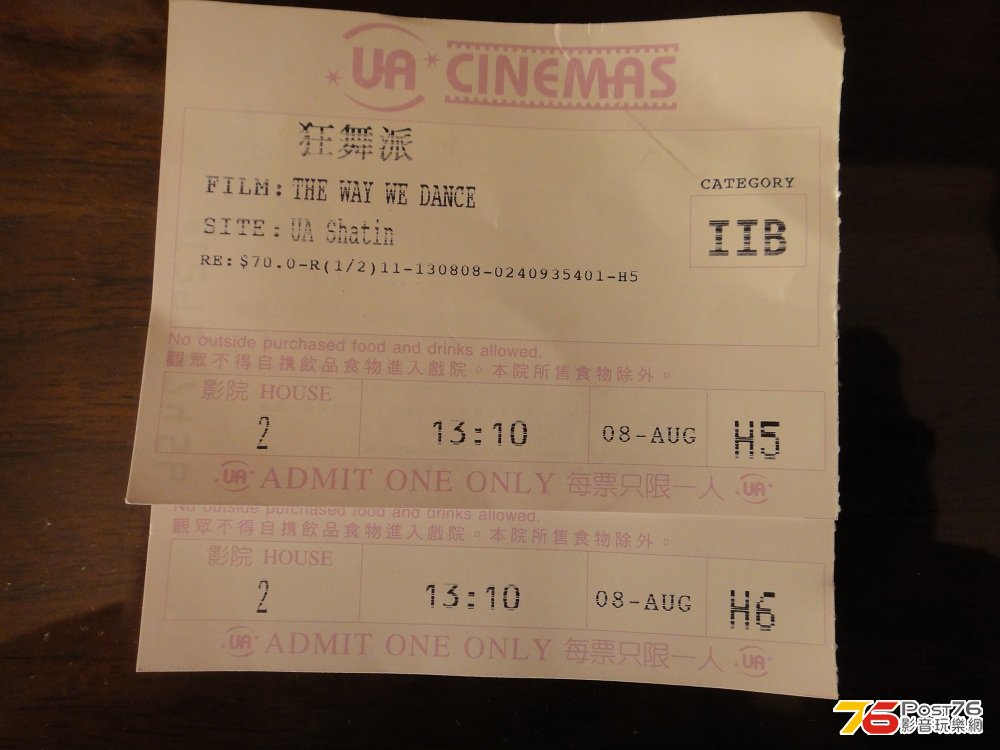 UA CINEMAS
狂舞派
FILM: THE WAY WE DANCE
CATEGORY
SITE: UA Shatin
IIB
RE:$70.0-R(1/2)11-130808-0240935401-H5
No outside purchased food and drinks allowed.
觀眾不得自携飲品食物進入戲院。本院所售食物除外。
影院 HOUSE
2 13:10 08-AUG H5
UA ADMIT ONE ONLY 每票只限一人 UA
No outside purchased food and drinks allowed.
觀眾不得自携飲品食物進入戲院。本院所售食物除外。
影院 HOUSE
2 13:10 08-AUG H6
UA ADMIT ONE ONLY 每票只限一人 UA
76 Post76
影音玩樂網